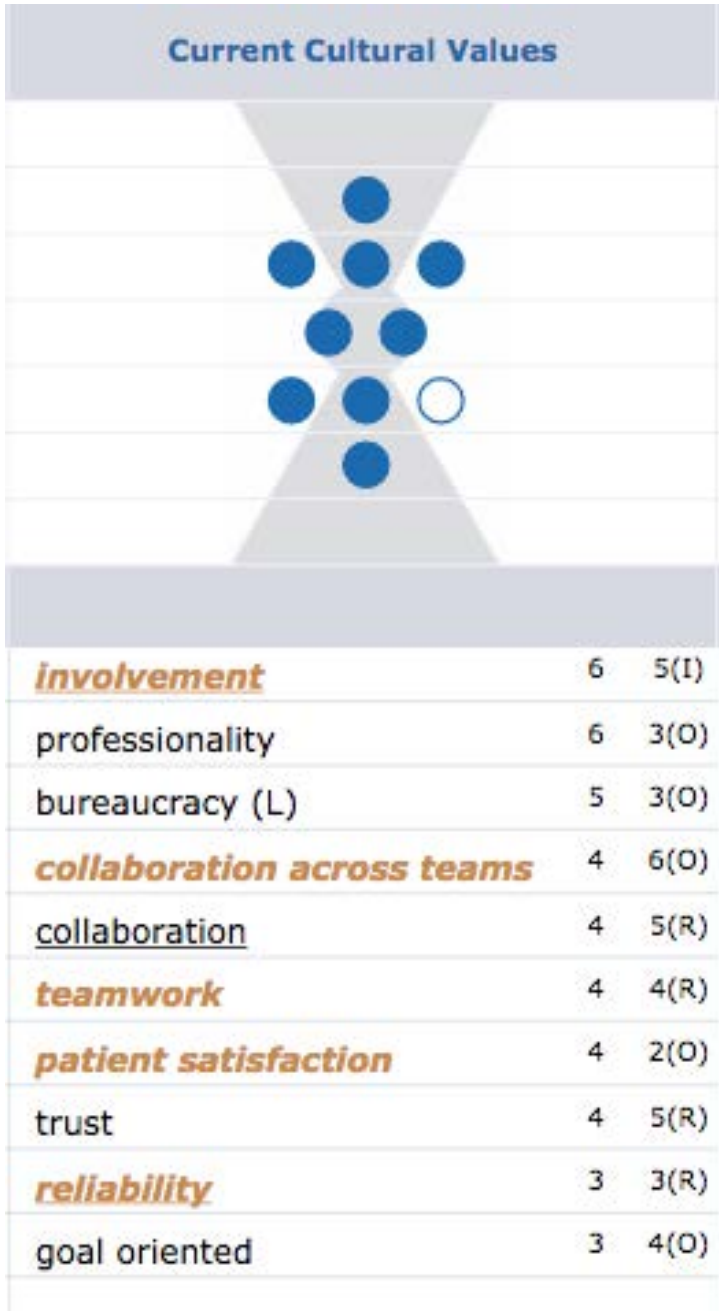 Current Cultural Values
involvement 6 5(I)
professionality 6 3(O)
bureaucracy (L) 5 3(O)
collaboration across teams 4 6(O)
collaboration 4 5(R)
teamwork 4 4(R)
patient satisfaction 4 2(O)
trust 4 5(R)
reliability 3 3(R)
goal oriented 3 4(O)